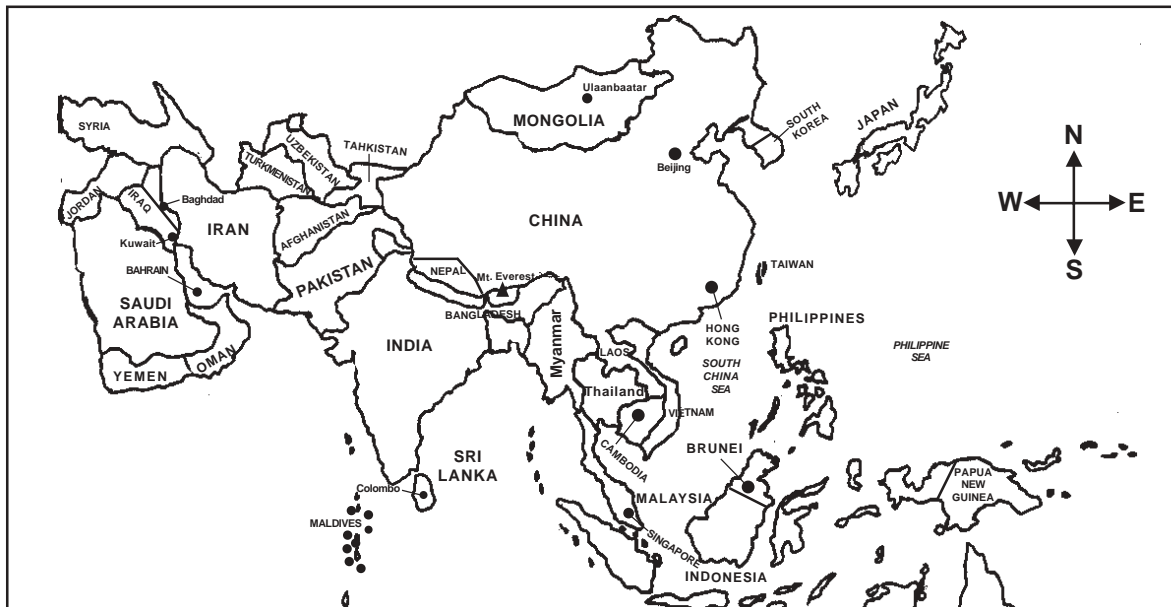 Ulaanbaatar
MONGOLIA
SYRIA
UZBEKISTAN
TAHKISTAN
TURKMENISTAN
SOUTH
KOREA
JAPAN
Beijing
N
W
E
S
JORDAN
IRAQ
Baghdad
IRAN
AFGHANISTAN
CHINA
Kuwait
BAHRAIN
PAKISTAN
NEPAL
Mt. Everest
TAIWAN
SAUDI
ARABIA
BANGLADESH
HONG
KONG
PHILIPPINES
INDIA
Myanmar
LAOS
SOUTH
CHINA
SEA
PHILIPPINE
SEA
YEMEN
OMAN
Thailand
VIETNAM
CAMBODIA
BRUNEI
SRI
LANKA
Colombo
MALAYSIA
PAPUA
NEW
GUINEA
MALDIVES
SINGAPORE
INDONESIA